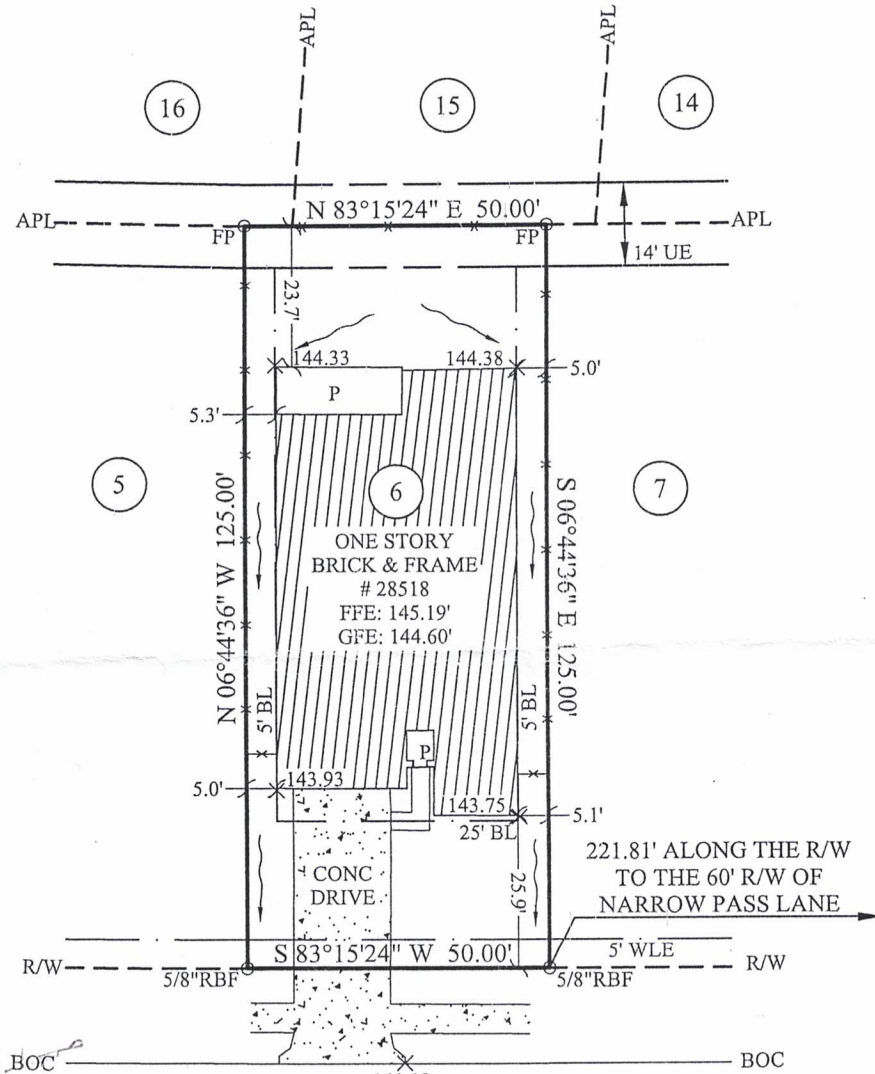 APL
APL
16
15
14
N 83°15'24" E 50.00'
APL
APL
FP
FP
14' UE
23.7'
144.33
144.38
5.0'
P
5.3'
5
6
7
N 06°44'36" W 125.00'
S 06°44'36" E 125.00'
ONE STORY
BRICK & FRAME
# 28518
FFE: 145.19'
GFE: 144.60'
5' BL
5' BL
P
5.0'
143.93
143.75
5.1'
25' BL
221.81' ALONG THE R/W
TO THE 60' R/W OF
NARROW PASS LANE
CONC
DRIVE
25.9'
S 83°15'24" W 50.00'
5' WLE
R/W
R/W
5/8"RBF
5/8"RBF
BOC
BOC